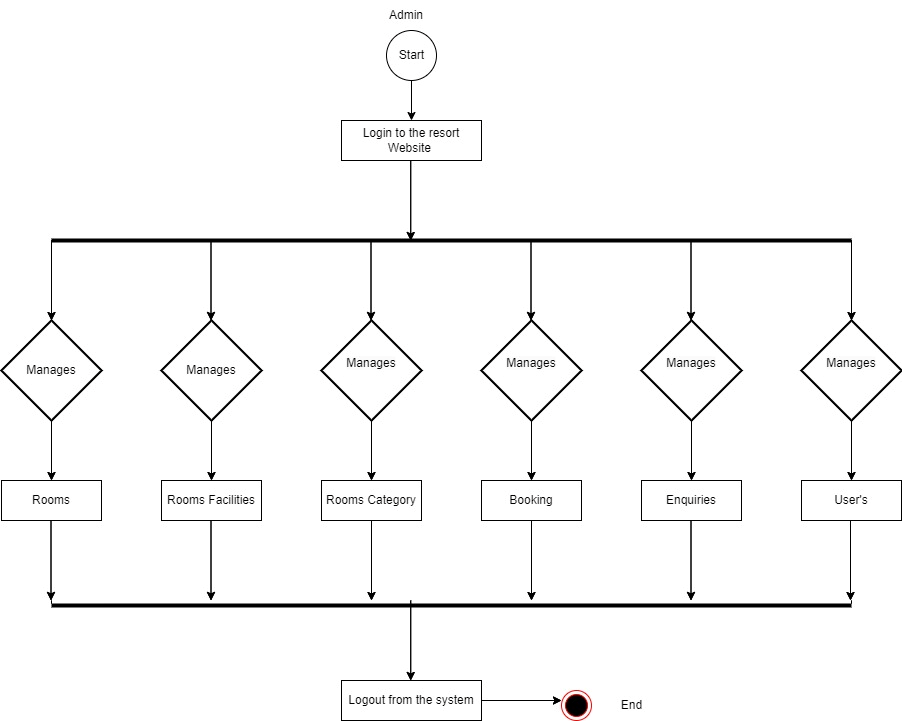 Admin
Start
Login to the resort
Website
Manages
Manages
Manages
Manages
Manages
Manages
Rooms
Rooms Facilities
Rooms Category
Booking
Enquiries
User's
Logout from the system
End